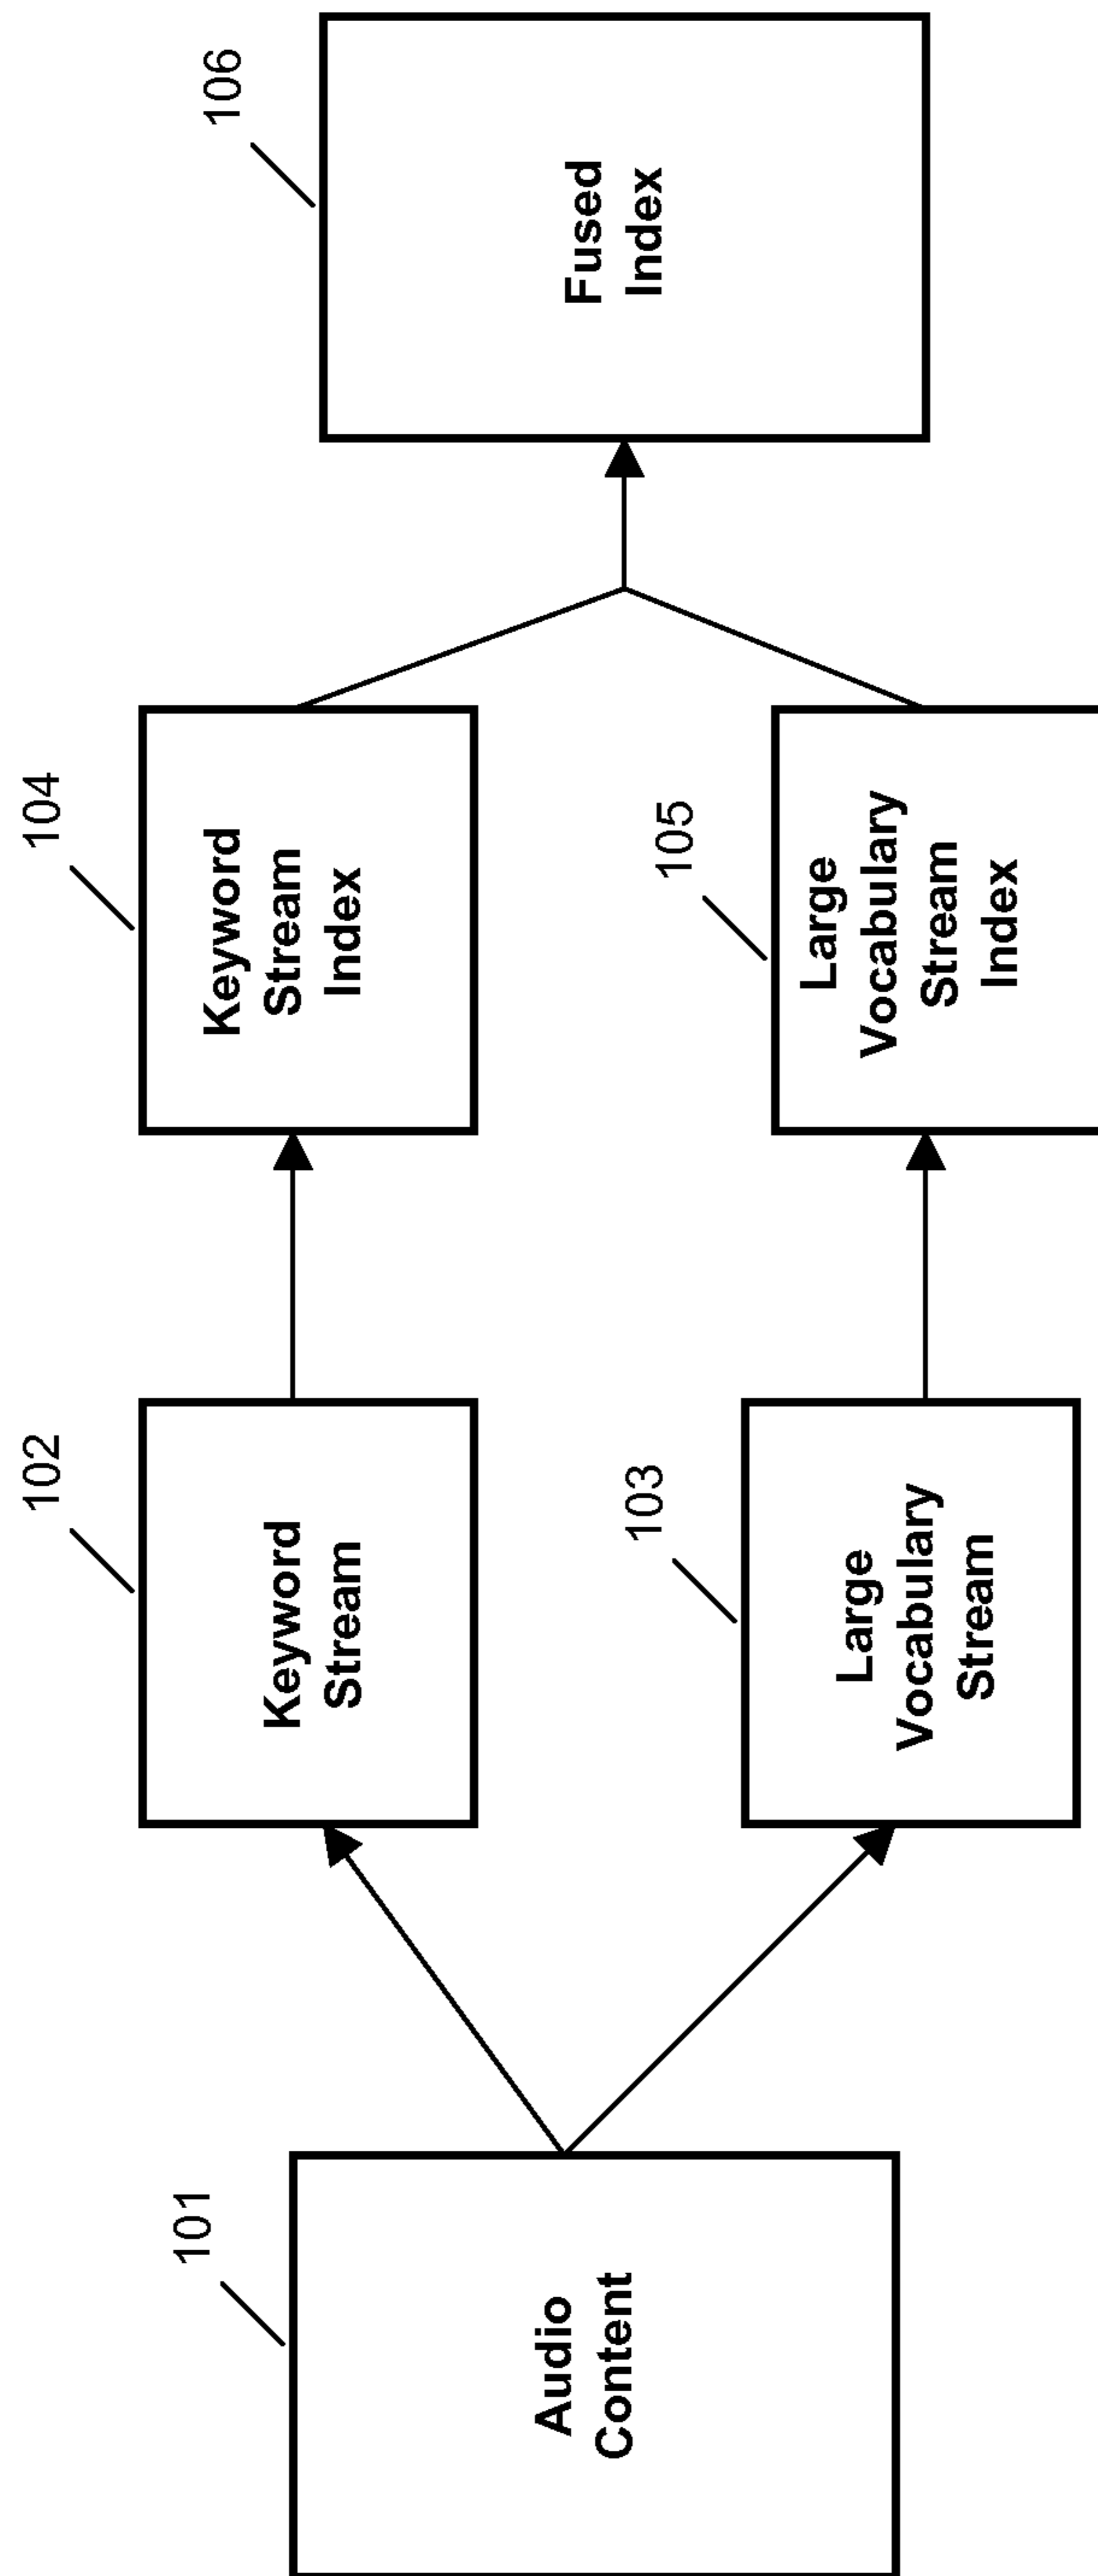 101
Audio
Content
102
Keyword
Stream
103
Large
Vocabulary
Stream
104
Keyword
Stream
Index
105
Large
Vocabulary
Stream
Index
106
Fused
Index